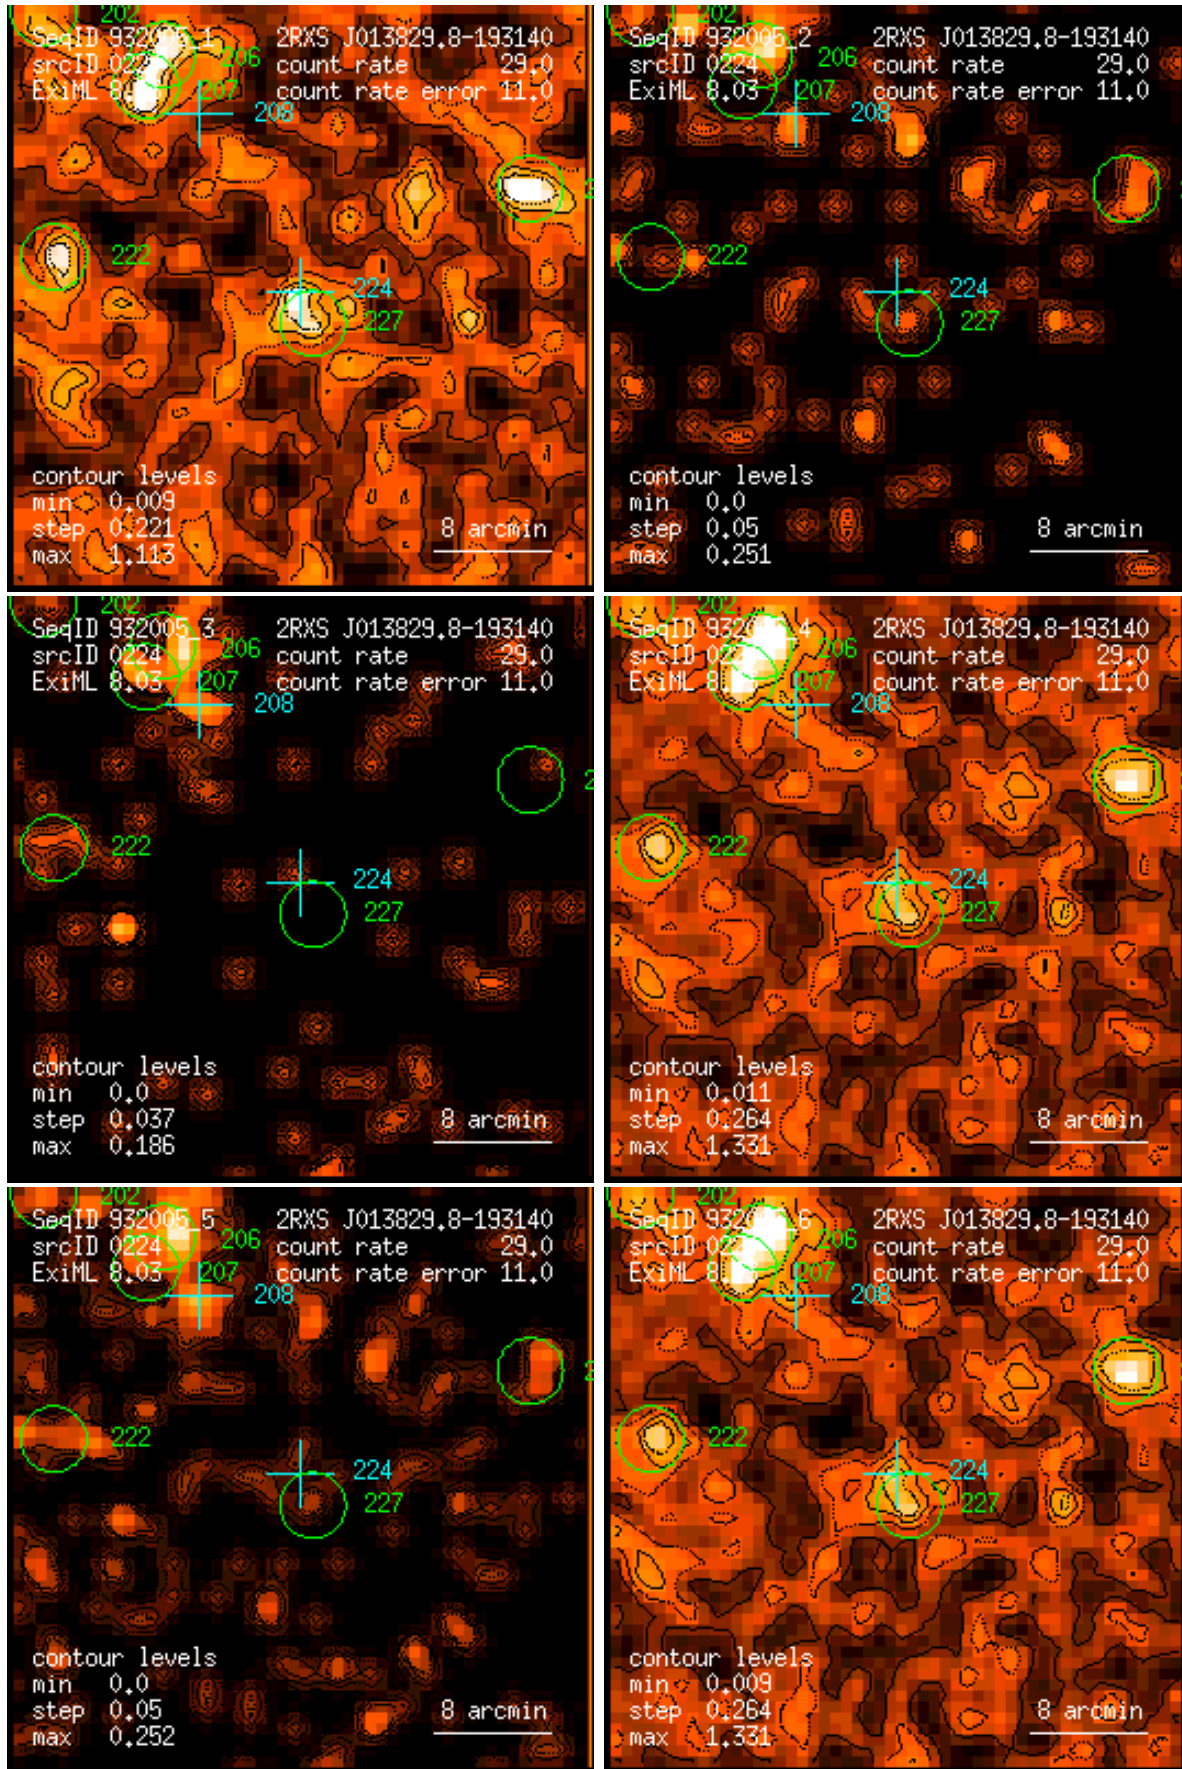 202
SeqID 932005_1 2RXS J013829.8-193140
srcID 0224 206 count rate 29.0
ExiML 8.03 207 count rate error 11.0
208
222
224
227
contour levels
min 0.009
step 0.221
max 1.113
8 arcmin
202
SeqID 932005_2 2RXS J013829.8-193140
srcID 0224 206 count rate 29.0
ExiML 8.03 207 count rate error 11.0
208
222
224
227
contour levels
min 0.0
step 0.05
max 0.251
8 arcmin
202
SeqID 932005_3 2RXS J013829.8-193140
srcID 0224 206 count rate 29.0
ExiML 8.03 207 count rate error 11.0
208
222
224
227
contour levels
min 0.0
step 0.037
max 0.186
8 arcmin
202
SeqID 932005_4 2RXS J013829.8-193140
srcID 206 count rate 29.0
ExiML 207 count rate error 11.0
208
222
224
227
contour levels
min 0.011
step 0.264
max 1.331
8 arcmin
202
SeqID 932005_5 2RXS J013829.8-193140
srcID 0224 206 count rate 29.0
ExiML 8.03 207 count rate error 11.0
208
222
224
227
contour levels
min 0.0
step 0.05
max 0.252
8 arcmin
202
SeqID 2RXS J013829.8-193140
srcID 206 count rate 29.0
ExiML 207 count rate error 11.0
208
222
224
227
contour levels
min 0.009
step 0.264
max 1.331
8 arcmin